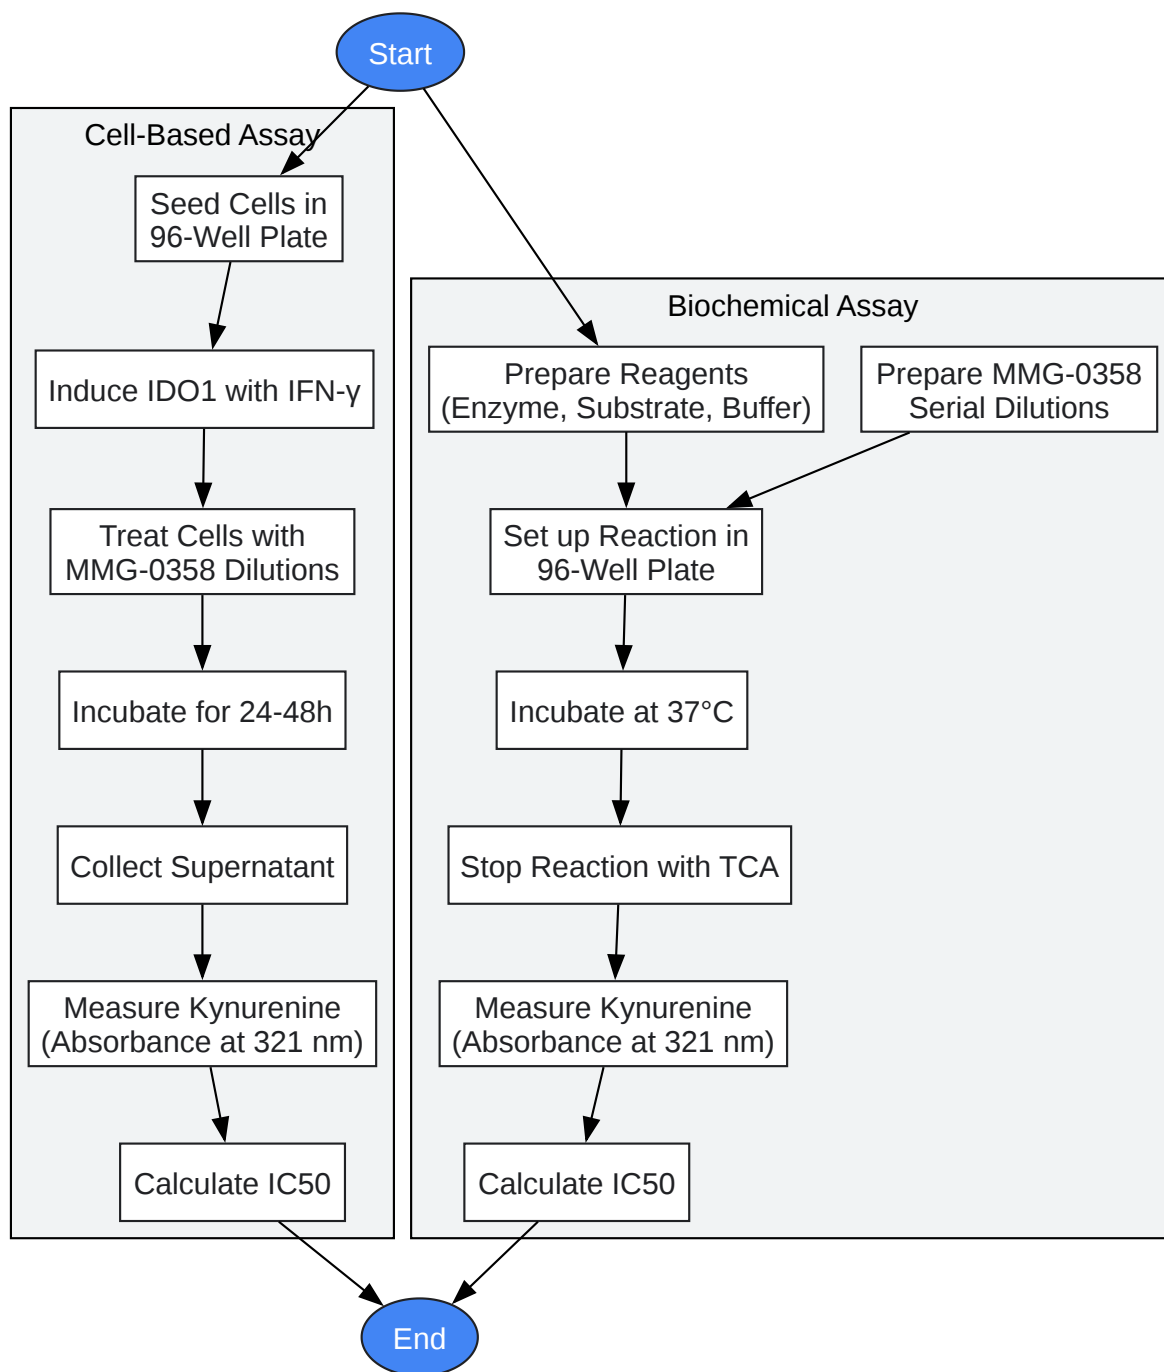 Start
Cell-Based Assay
Seed Cells in
96-Well Plate
Induce IDO1 with IFN-γ
Treat Cells with
MMG-0358 Dilutions
Incubate for 24-48h
Collect Supernatant
Measure Kynurenine
(Absorbance at 321 nm)
Calculate IC50
Biochemical Assay
Prepare Reagents
(Enzyme, Substrate, Buffer)
Prepare MMG-0358
Serial Dilutions
Set up Reaction in
96-Well Plate
Incubate at 37°C
Stop Reaction with TCA
Measure Kynurenine
(Absorbance at 321 nm)
Calculate IC50
End